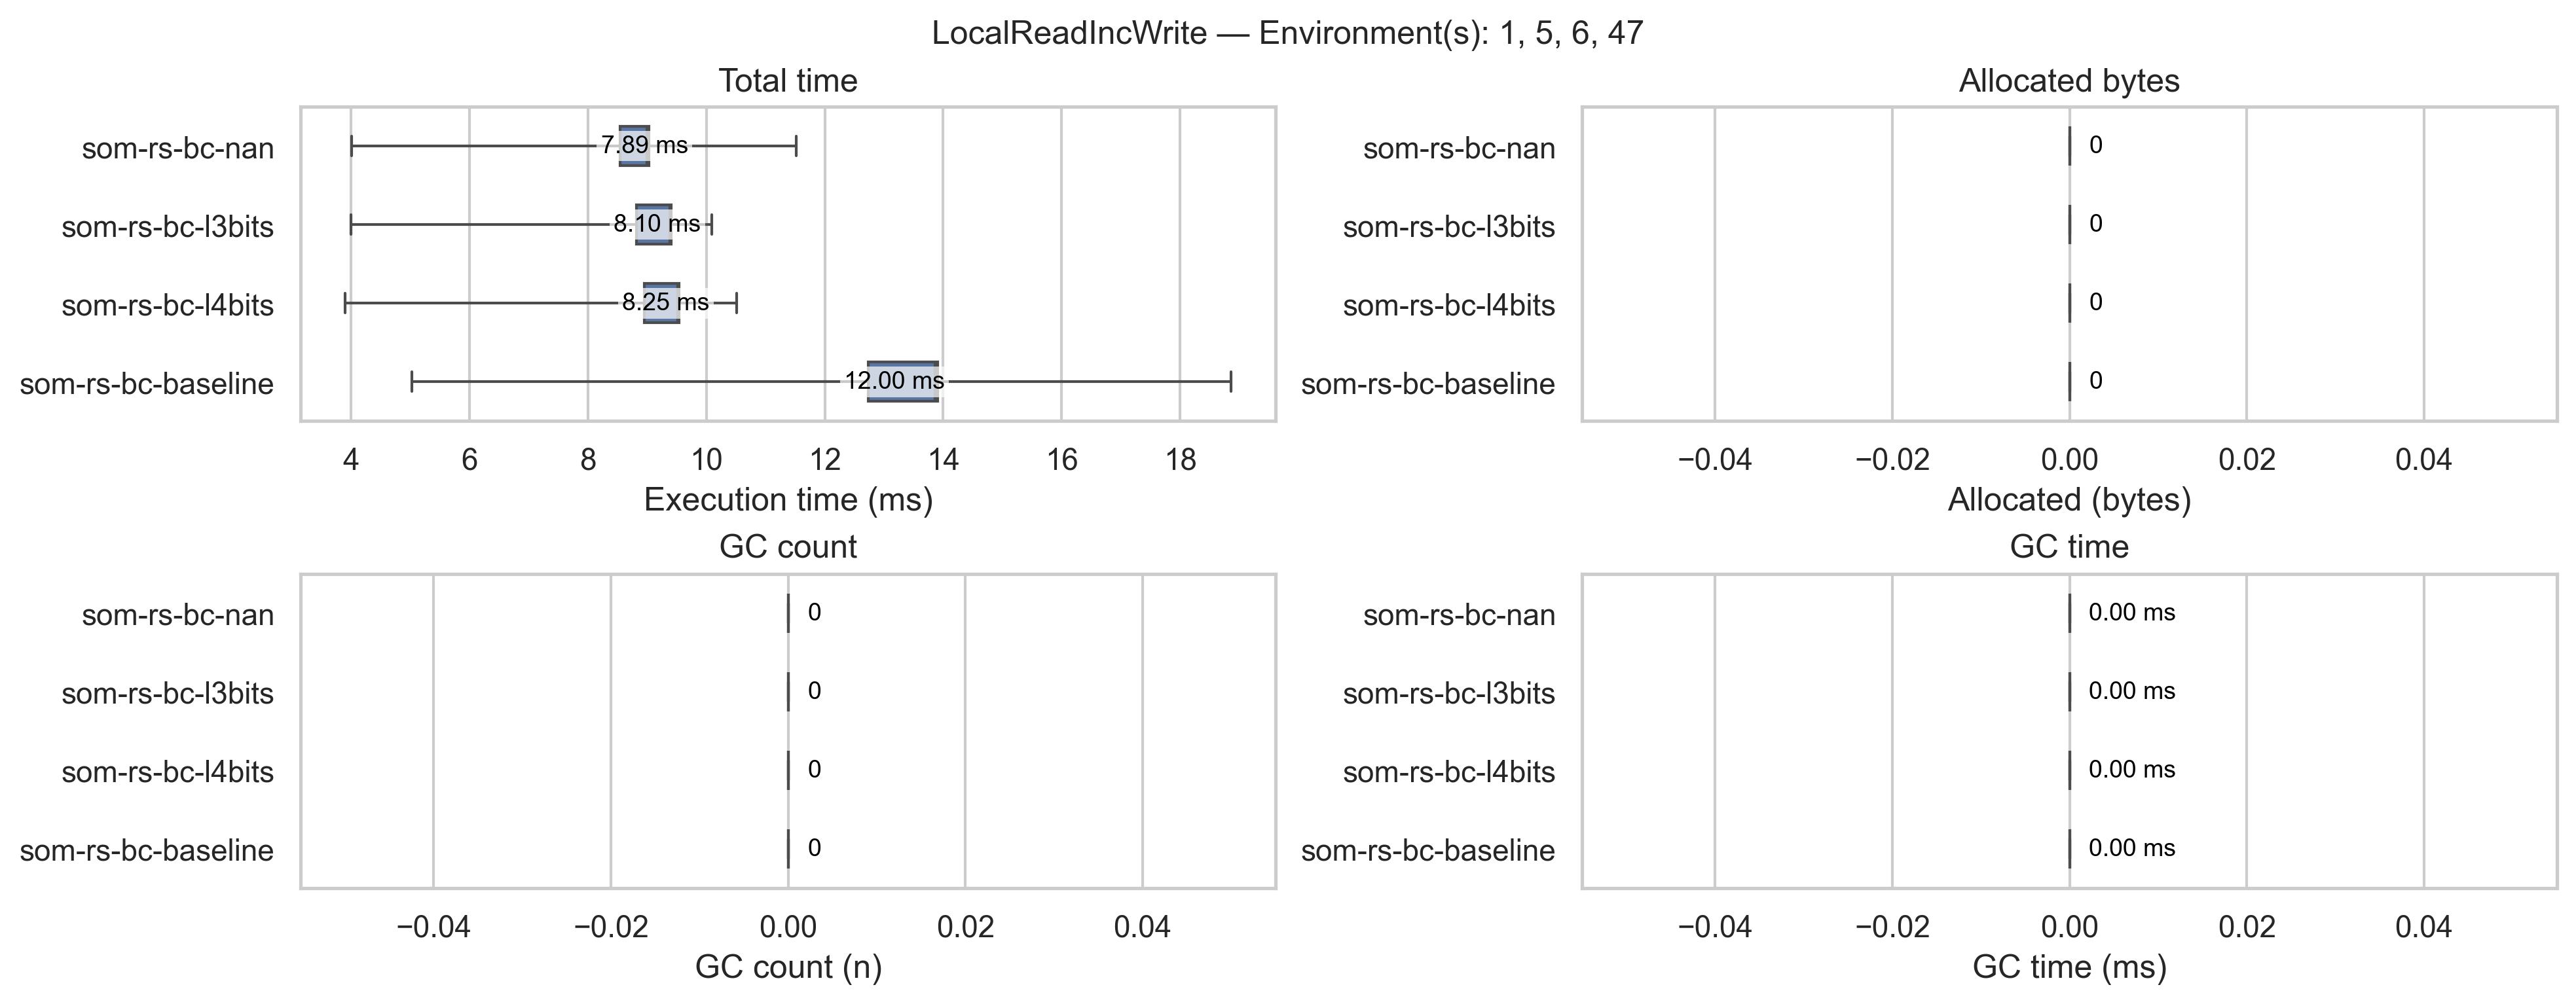 LocalReadIncWrite — Environment(s): 1, 5, 6, 47
Total time
som-rs-bc-nan
7.89 ms
som-rs-bc-l3bits
8.10 ms
som-rs-bc-l4bits
8.25 ms
som-rs-bc-baseline
12.00 ms
4 6 8 10 12 14 16 18
Execution time (ms)
Allocated bytes
som-rs-bc-nan
0
som-rs-bc-l3bits
0
som-rs-bc-l4bits
0
som-rs-bc-baseline
0
−0.04 −0.02 0.00 0.02 0.04
Allocated (bytes)
GC count
som-rs-bc-nan
0
som-rs-bc-l3bits
0
som-rs-bc-l4bits
0
som-rs-bc-baseline
0
−0.04 −0.02 0.00 0.02 0.04
GC count (n)
GC time
som-rs-bc-nan
0.00 ms
som-rs-bc-l3bits
0.00 ms
som-rs-bc-l4bits
0.00 ms
som-rs-bc-baseline
0.00 ms
−0.04 −0.02 0.00 0.02 0.04
GC time (ms)